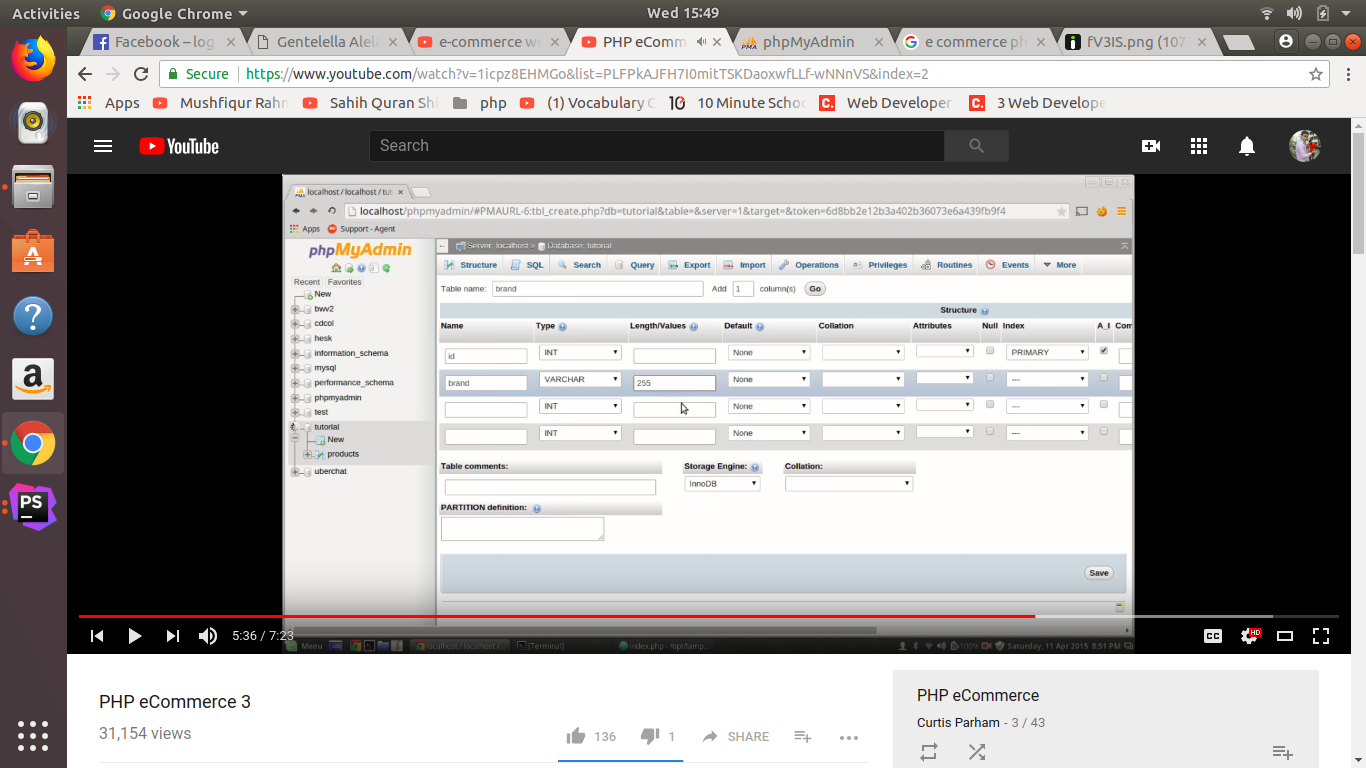 Activities Google Chrome Wed 15:49
Facebook – log Gentelella Alela e-commerce w PHP eComm phpMyAdmin e commerce ph fV3IS.png (107
Secure https://www.youtube.com/watch?v=1icpz8EHMGo&list=PLFPkAJFH7I0mitTSKDaoxwfLLf-wNNnVS&index=2
Apps Mushfiqur Rahm Sahih Quran Shi php (1) Vocabulary C 10 10 Minute Schoo C. Web Developer C. 3 Web Develope
YouTube Search
localhost / localhost / tut
localhost/phpmyadmin/#PMAURL-6:tbl_create.php?db=tutorial&table=&server=1&target=&token=6d8bb2e12b3a402b36073e6a439fb9f4
Apps Support - Agent
phpMyAdmin
Recent Favorites
New
bwv2
cdcol
hesk
information_schema
mysql
performance_schema
phpmyadmin
test
tutorial
New
products
uberchat
Server: localhost » Database: tutorial
Structure SQL Search Query Export Import Operations Privileges Routines Events More
Table name: brand Add 1 column(s) Go
Structure
Name Type Length/Values Default Collation Attributes Null Index A_I Com
id INT None PRIMARY
brand VARCHAR 255 None ---
INT None ---
INT None ---
Table comments: Storage Engine: Collation:
InnoDB
PARTITION definition:
Save
Menu localhost / localhost /... [Terminal] index.php - /opt/lamp... 100% Saturday, 11 Apr 2015 8:51 PM
5:36 / 7:23 CC HD
PHP eCommerce 3
31,154 views
136 1 SHARE
PHP eCommerce
Curtis Parham - 3 / 43
PS